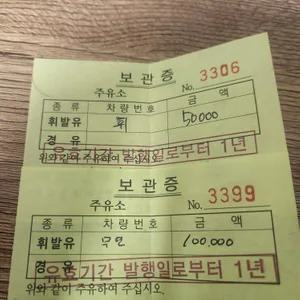 보관증
주유소 No. 3306
종류 차량번호 금액
휘발유 휘 50000
경유
유효기간 발행일로부터 1년
위와같이 주유하여 주십시오.
보관증
주유소 No. 3399
종류 차량번호 금액
휘발유 무연 100,000
경유
유효기간 발행일로부터 1년
위와같이 주유하여 주십시오.